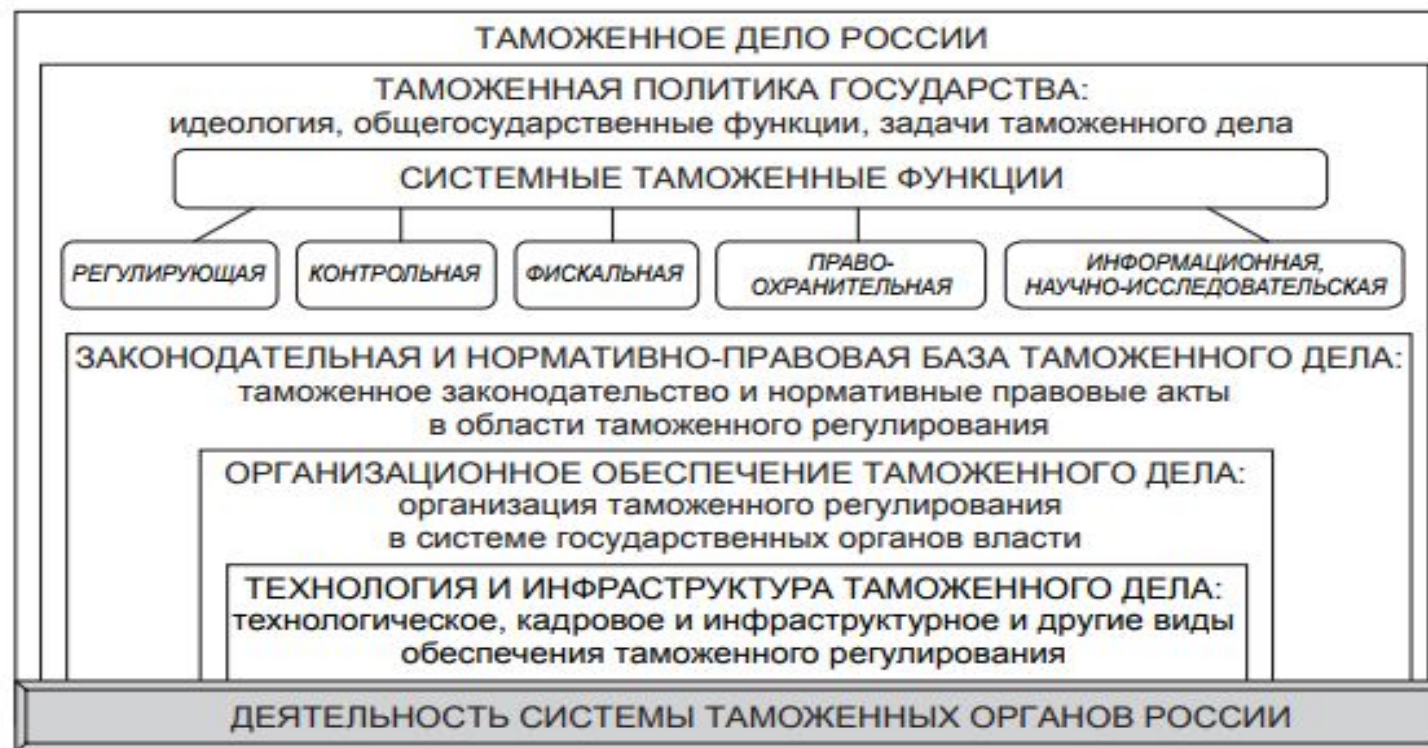 ТАМОЖЕННОЕ ДЕЛО РОССИИ
ТАМОЖЕННАЯ ПОЛИТИКА ГОСУДАРСТВА:
идеология, общегосударственные функции, задачи таможенного дела
СИСТЕМНЫЕ ТАМОЖЕННЫЕ ФУНКЦИИ
РЕГУЛИРУЮЩАЯ
КОНТРОЛЬНАЯ
ФИСКАЛЬНАЯ
ПРАВО-
ОХРАНИТЕЛЬНАЯ
ИНФОРМАЦИОННАЯ,
НАУЧНО-ИССЛЕДОВАТЕЛЬСКАЯ
ЗАКОНОДАТЕЛЬНАЯ И НОРМАТИВНО-ПРАВОВАЯ БАЗА ТАМОЖЕННОГО ДЕЛА:
таможенное законодательство и нормативные правовые акты
в области таможенного регулирования
ОРГАНИЗАЦИОННОЕ ОБЕСПЕЧЕНИЕ ТАМОЖЕННОГО ДЕЛА:
организация таможенного регулирования
в системе государственных органов власти
ТЕХНОЛОГИЯ И ИНФРАСТРУКТУРА ТАМОЖЕННОГО ДЕЛА:
технологическое, кадровое и инфраструктурное и другие виды
обеспечения таможенного регулирования
ДЕЯТЕЛЬНОСТЬ СИСТЕМЫ ТАМОЖЕННЫХ ОРГАНОВ РОССИИ